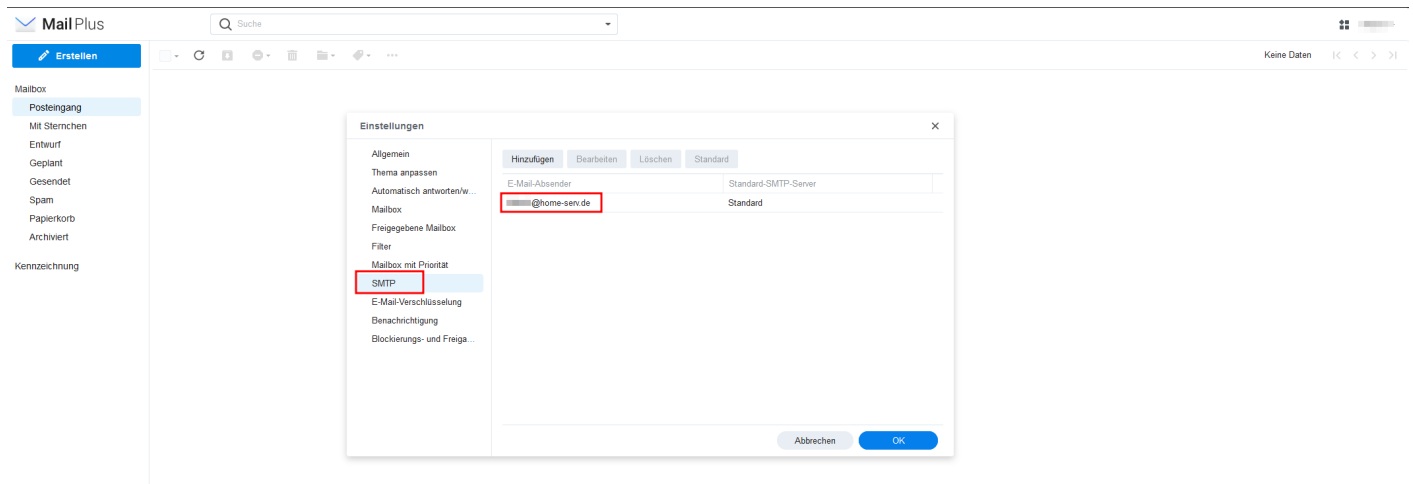 MailPlus
Suche
Erstellen
Keine Daten
Mailbox
Posteingang
Mit Sternchen
Entwurf
Geplant
Gesendet
Spam
Papierkorb
Archiviert
Kennzeichnung
Einstellungen
Allgemein
Thema anpassen
Automatisch antworten/w...
Mailbox
Freigegebene Mailbox
Filter
Mailbox mit Priorität
SMTP
E-Mail-Verschlüsselung
Benachrichtigung
Blockierungs- und Freiga...
Hinzufügen Bearbeiten Löschen Standard
E-Mail-Absender Standard-SMTP-Server
@home-serv.de Standard
Abbrechen OK